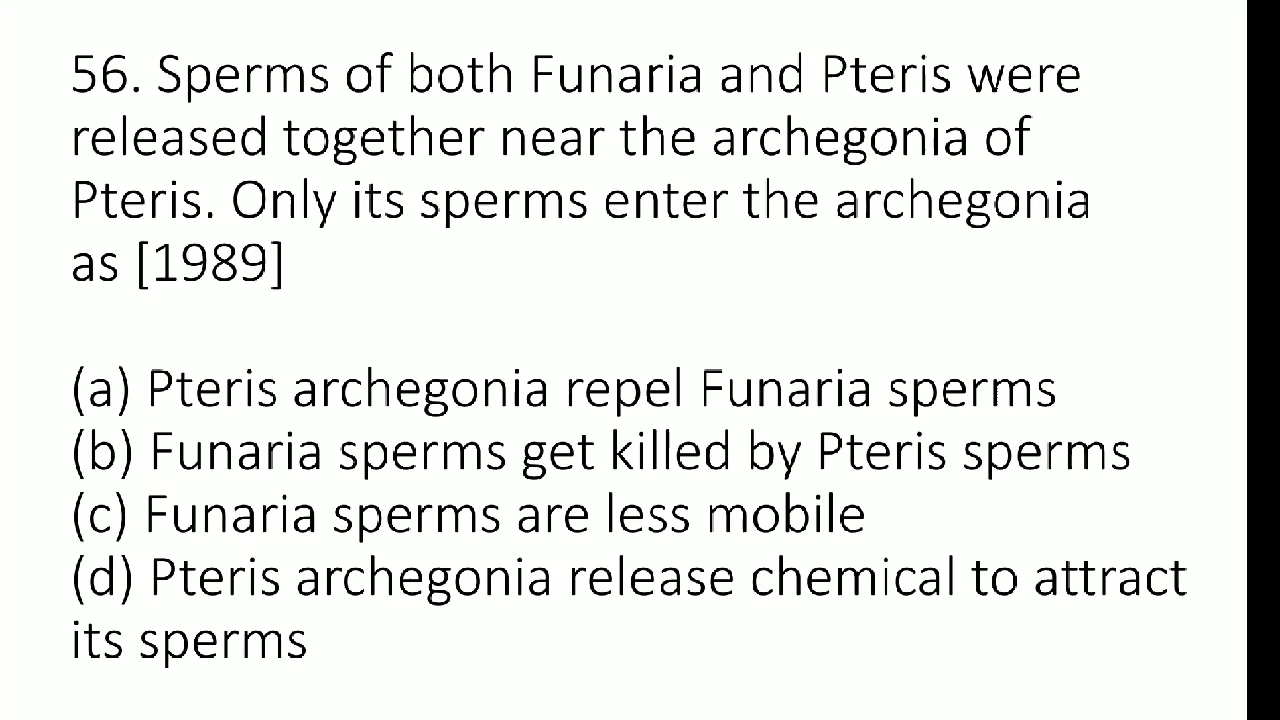 56. Sperms of both Funaria and Pteris were
released together near the archegonia of
Pteris. Only its sperms enter the archegonia
as [1989]
(a) Pteris archegonia repel Funaria sperms
(b) Funaria sperms get killed by Pteris sperms
(c) Funaria sperms are less mobile
(d) Pteris archegonia release chemical to attract
its sperms